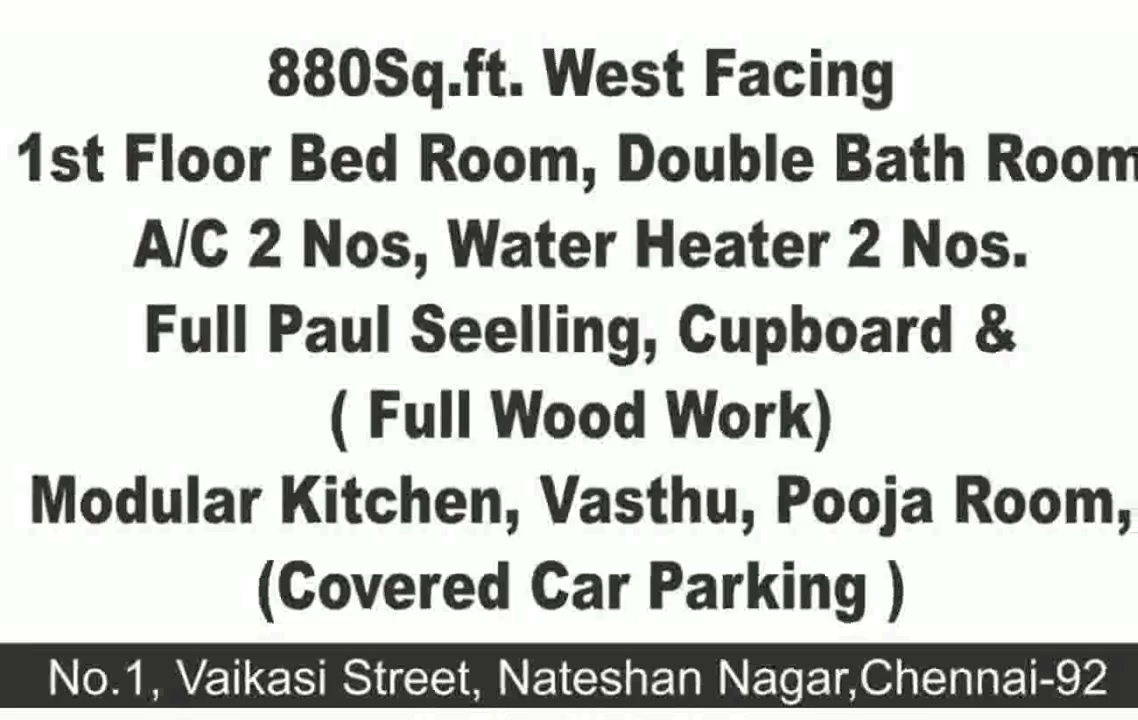 880Sq.ft. West Facing
1st Floor Bed Room, Double Bath Room
A/C 2 Nos, Water Heater 2 Nos.
Full Paul Seelling, Cupboard &
( Full Wood Work)
Modular Kitchen, Vasthu, Pooja Room,
(Covered Car Parking )
No.1, Vaikasi Street, Nateshan Nagar,Chennai-92